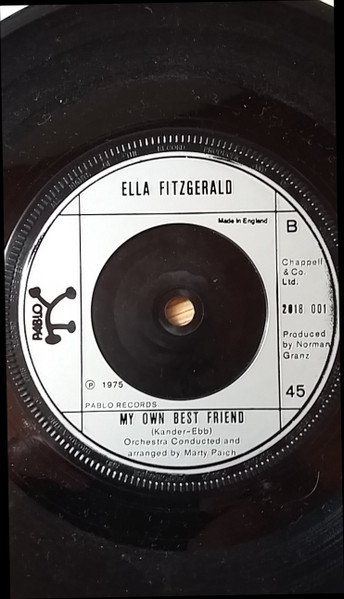 ELLA FITZGERALD
Made in England
B
Chappell
& Co.
Ltd.
2018 001
Produced
by Norman
Granz
45
PABLO
℗ 1975
PABLO RECORDS
MY OWN BEST FRIEND
(Kander-Ebb)
Orchestra Conducted and
arranged by Marty Paich